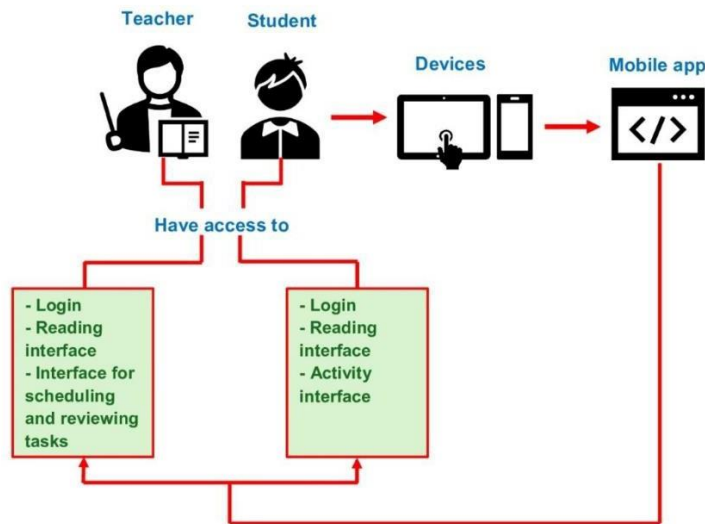 Teacher
Student
Devices
Mobile app
</>
Have access to
- Login
- Reading
interface
- Interface for
scheduling
and reviewing
tasks
- Login
- Reading
interface
- Activity
interface